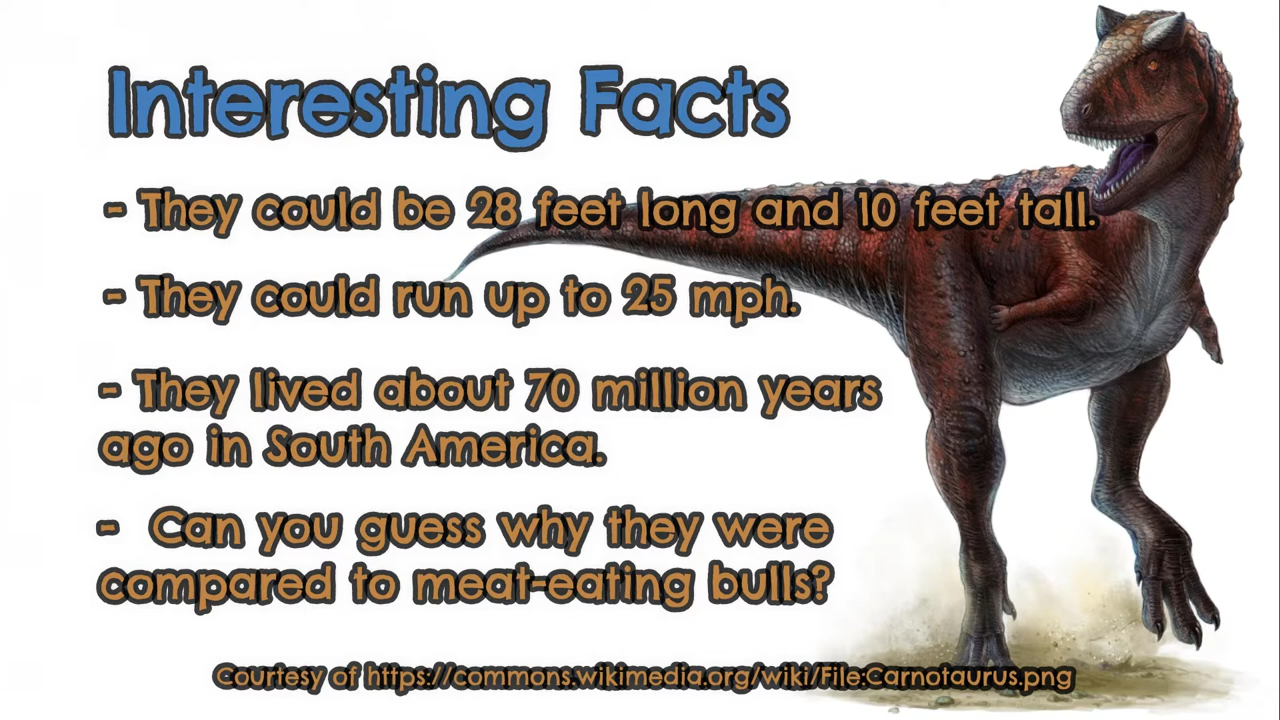 Interesting Facts
- They could be 28 feet long and 10 feet tall.
- They could run up to 25 mph.
- They lived about 70 million years
ago in South America.
- Can you guess why they were
compared to meat-eating bulls?
Courtesy of https://commons.wikimedia.org/wiki/File:Carnotaurus.png